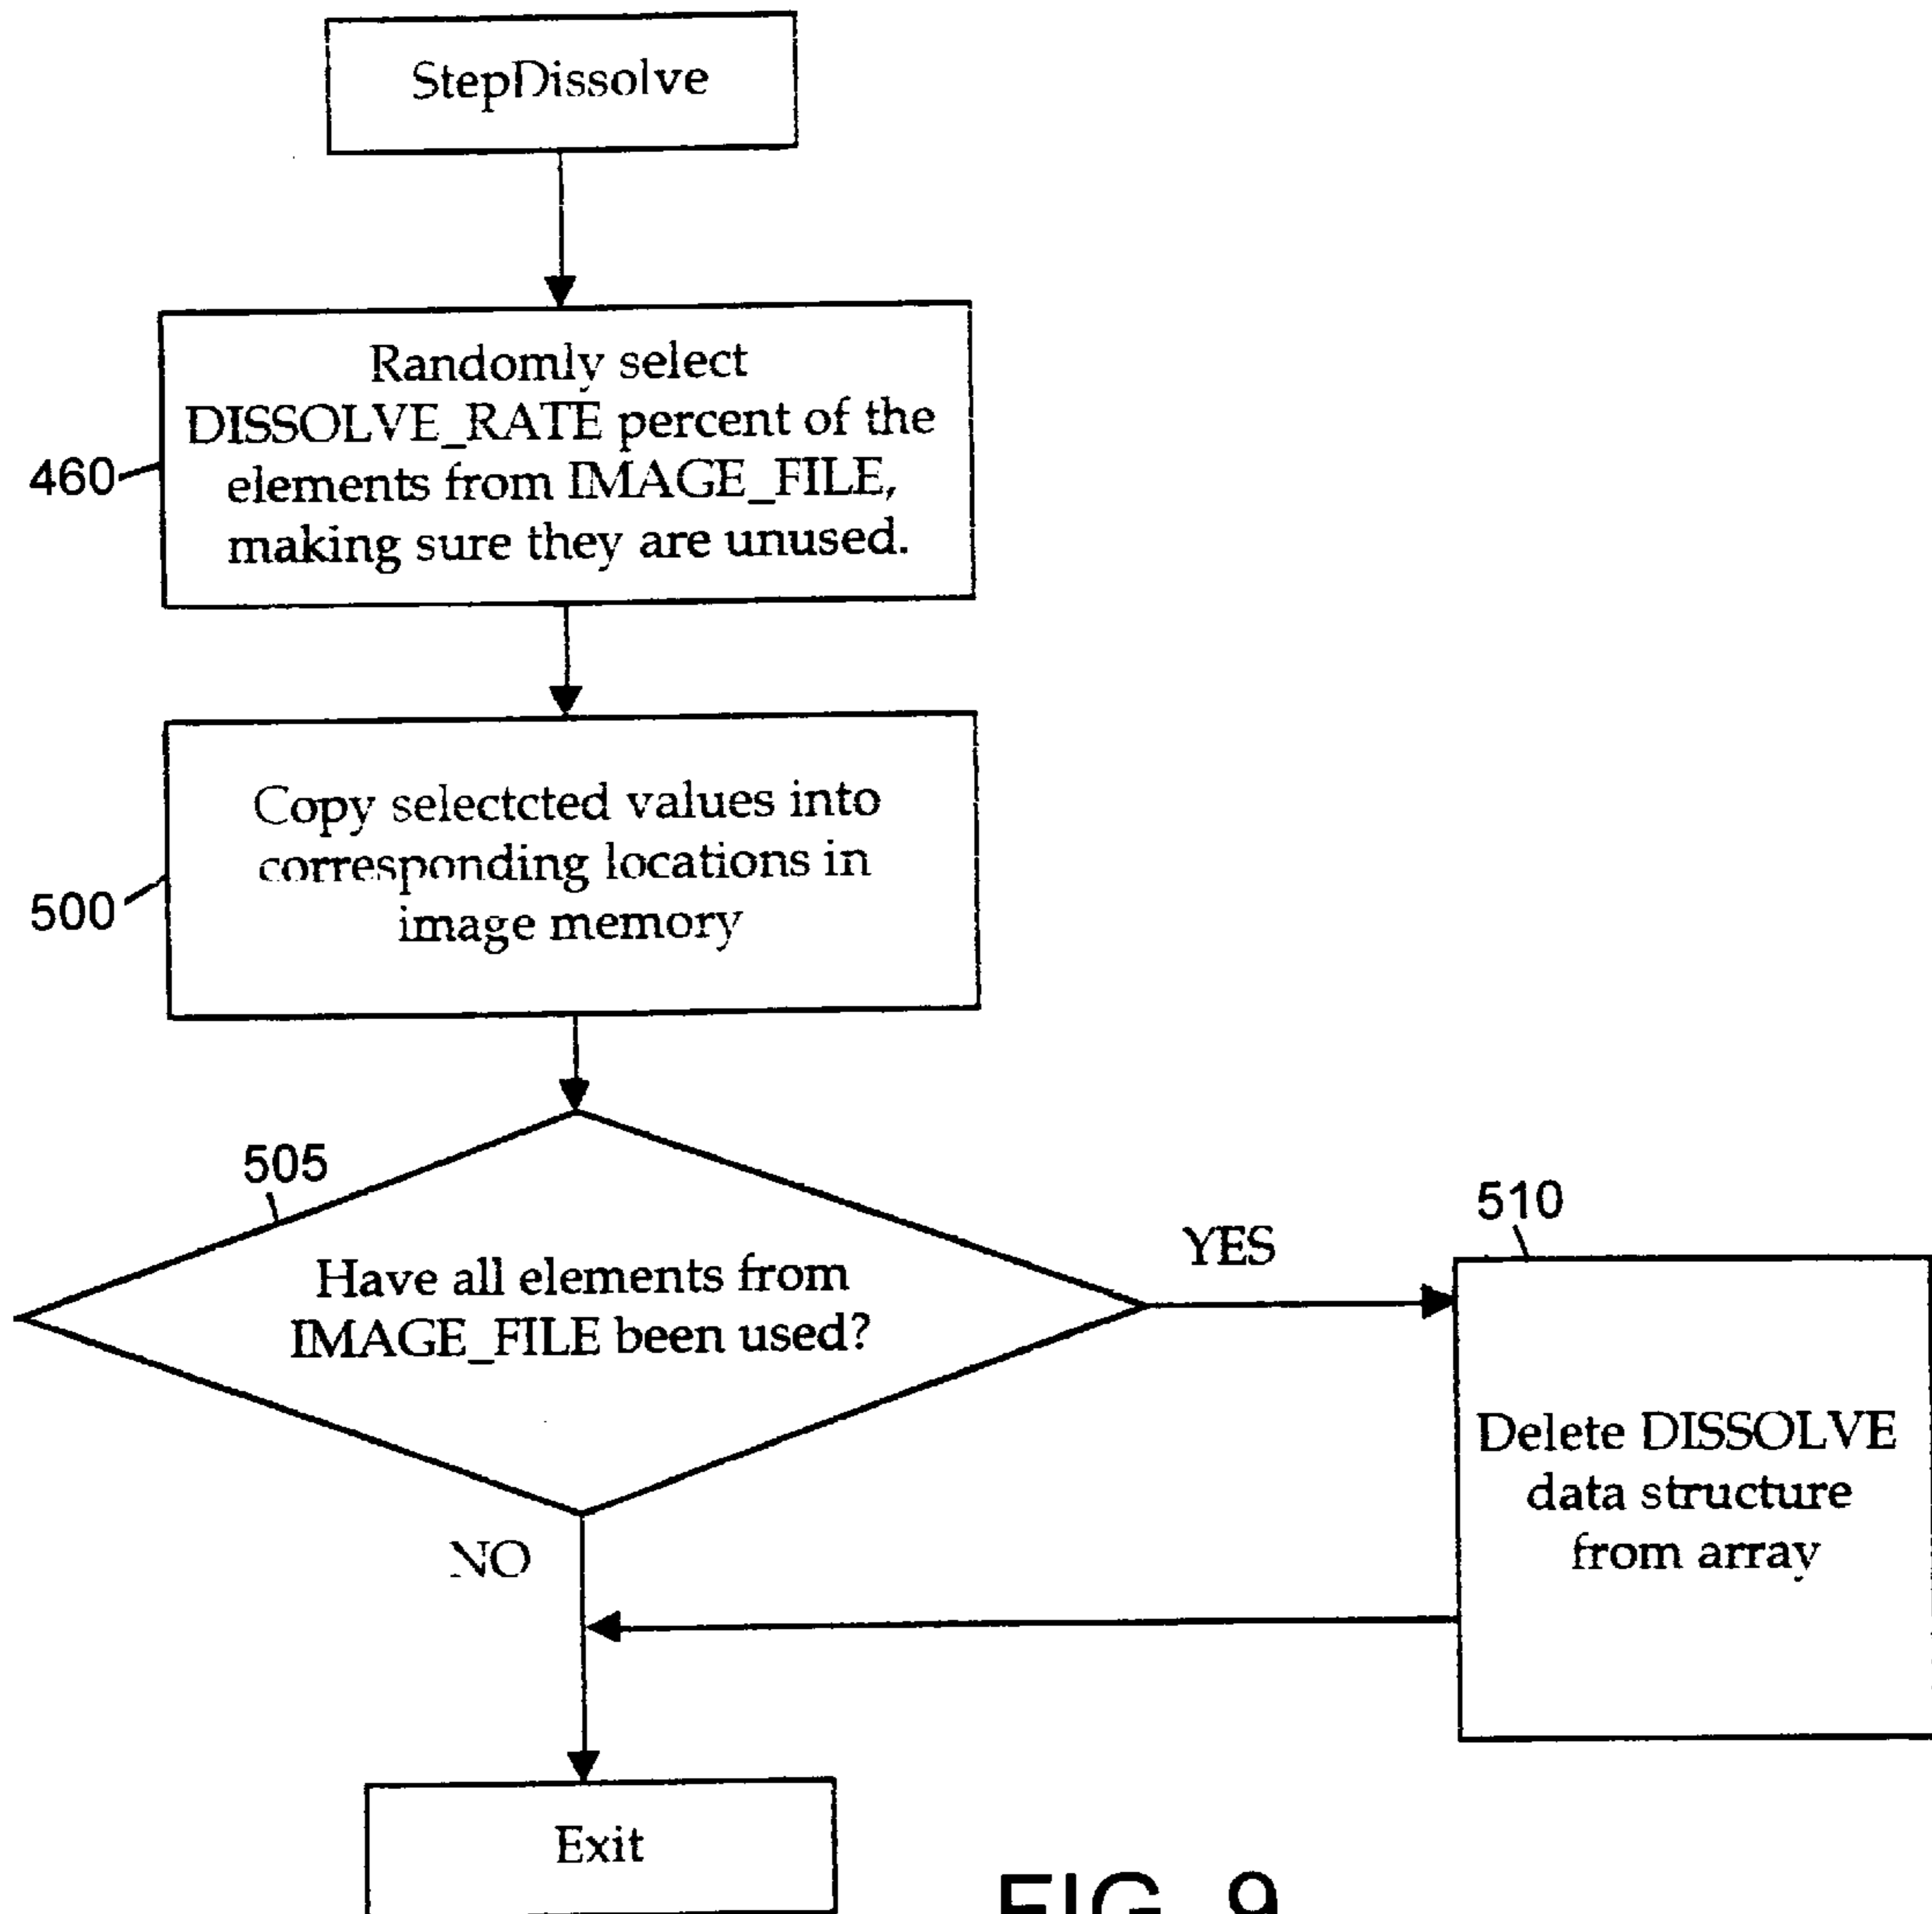 StepDissolve
Randomly select
DISSOLVE_RATE percent of the
elements from IMAGE_FILE,
making sure they are unused.
460
Copy selectcted values into
corresponding locations in
image memory
500
505
Have all elements from
IMAGE_FILE been used?
YES
510
Delete DISSOLVE
data structure
from array
NO
Exit
FIG. 9